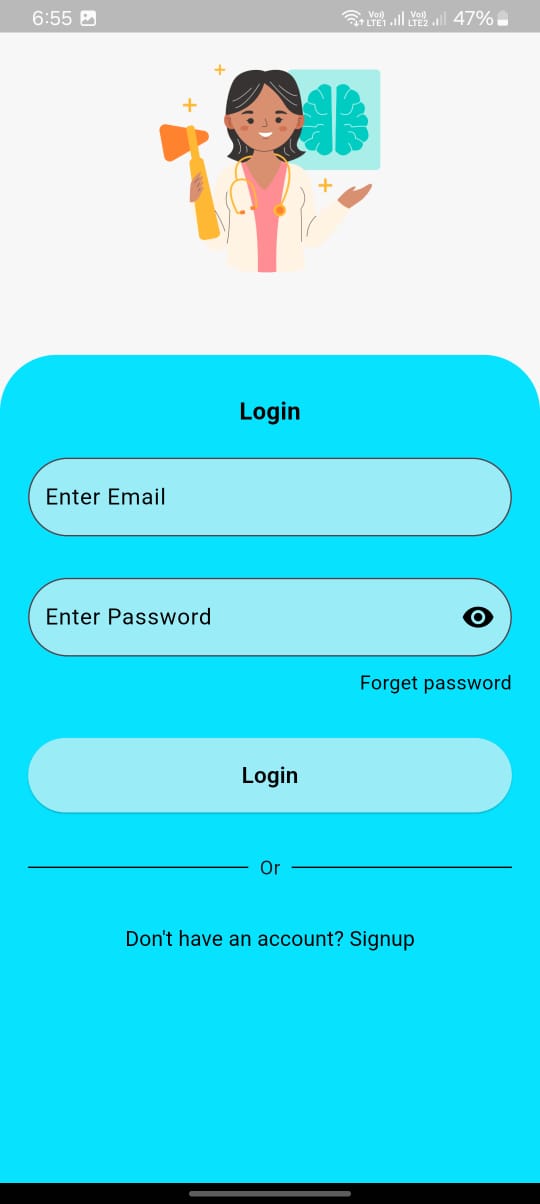 6:55 Vo) LTE1 Vo) LTE2 47%
Login
Enter Email
Enter Password
Forget password
Login
Or
Don't have an account? Signup